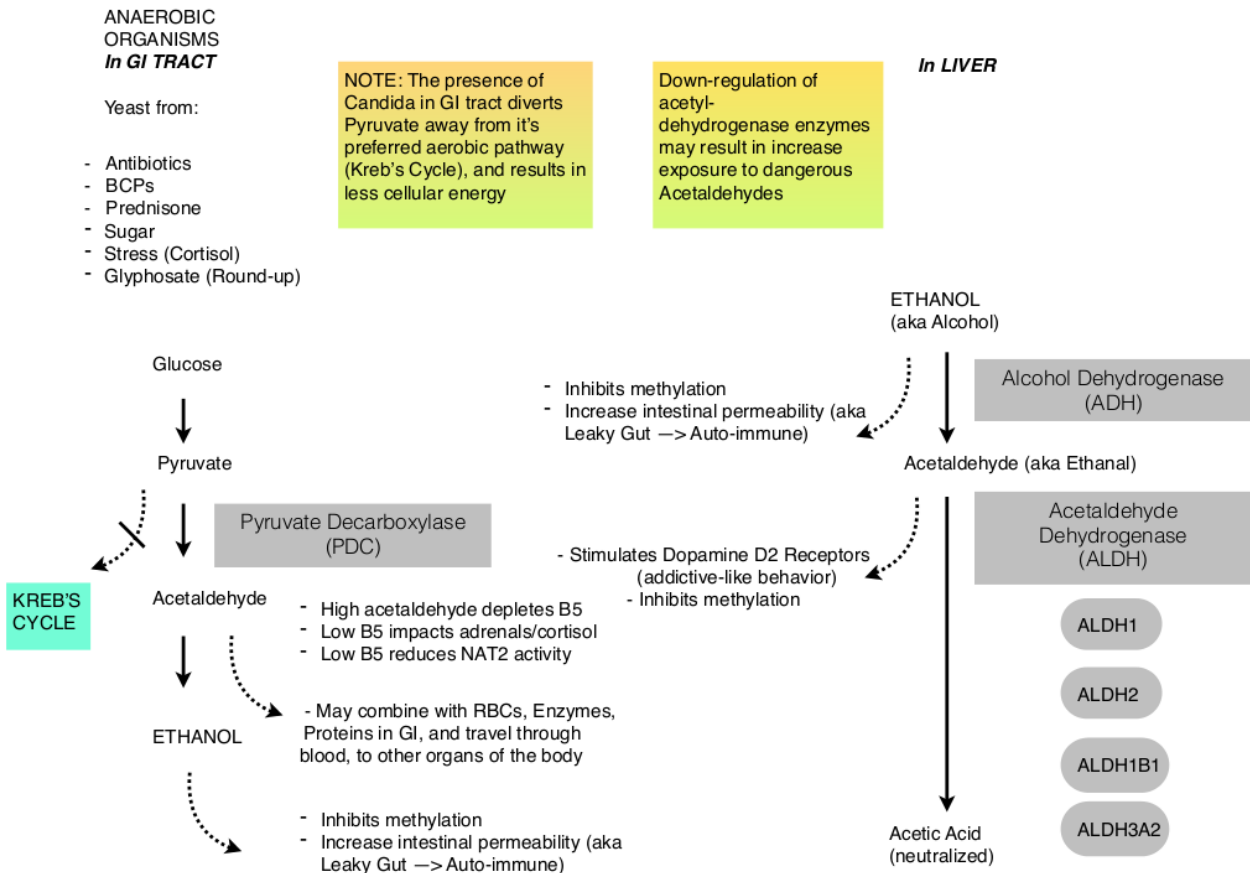 ANAEROBIC
ORGANISMS
In GI TRACT
Yeast from:
- Antibiotics
- BCPs
- Prednisone
- Sugar
- Stress (Cortisol)
- Glyphosate (Round-up)
NOTE: The presence of
Candida in GI tract diverts
Pyruvate away from it's
preferred aerobic pathway
(Kreb's Cycle), and results in
less cellular energy
Down-regulation of
acetyl-
dehydrogenase enzymes
may result in increase
exposure to dangerous
Acetaldehydes
In LIVER
Glucose
Pyruvate
Pyruvate Decarboxylase
(PDC)
KREB'S
CYCLE
Acetaldehyde
- High acetaldehyde depletes B5
- Low B5 impacts adrenals/cortisol
- Low B5 reduces NAT2 activity
- May combine with RBCs, Enzymes,
Proteins in GI, and travel through
blood, to other organs of the body
ETHANOL
- Inhibits methylation
- Increase intestinal permeability (aka
Leaky Gut —> Auto-immune)
ETHANOL
(aka Alcohol)
Alcohol Dehydrogenase
(ADH)
- Inhibits methylation
- Increase intestinal permeability (aka
Leaky Gut —> Auto-immune)
Acetaldehyde (aka Ethanal)
Acetaldehyde
Dehydrogenase
(ALDH)
- Stimulates Dopamine D2 Receptors
(addictive-like behavior)
- Inhibits methylation
ALDH1
ALDH2
ALDH1B1
ALDH3A2
Acetic Acid
(neutralized)